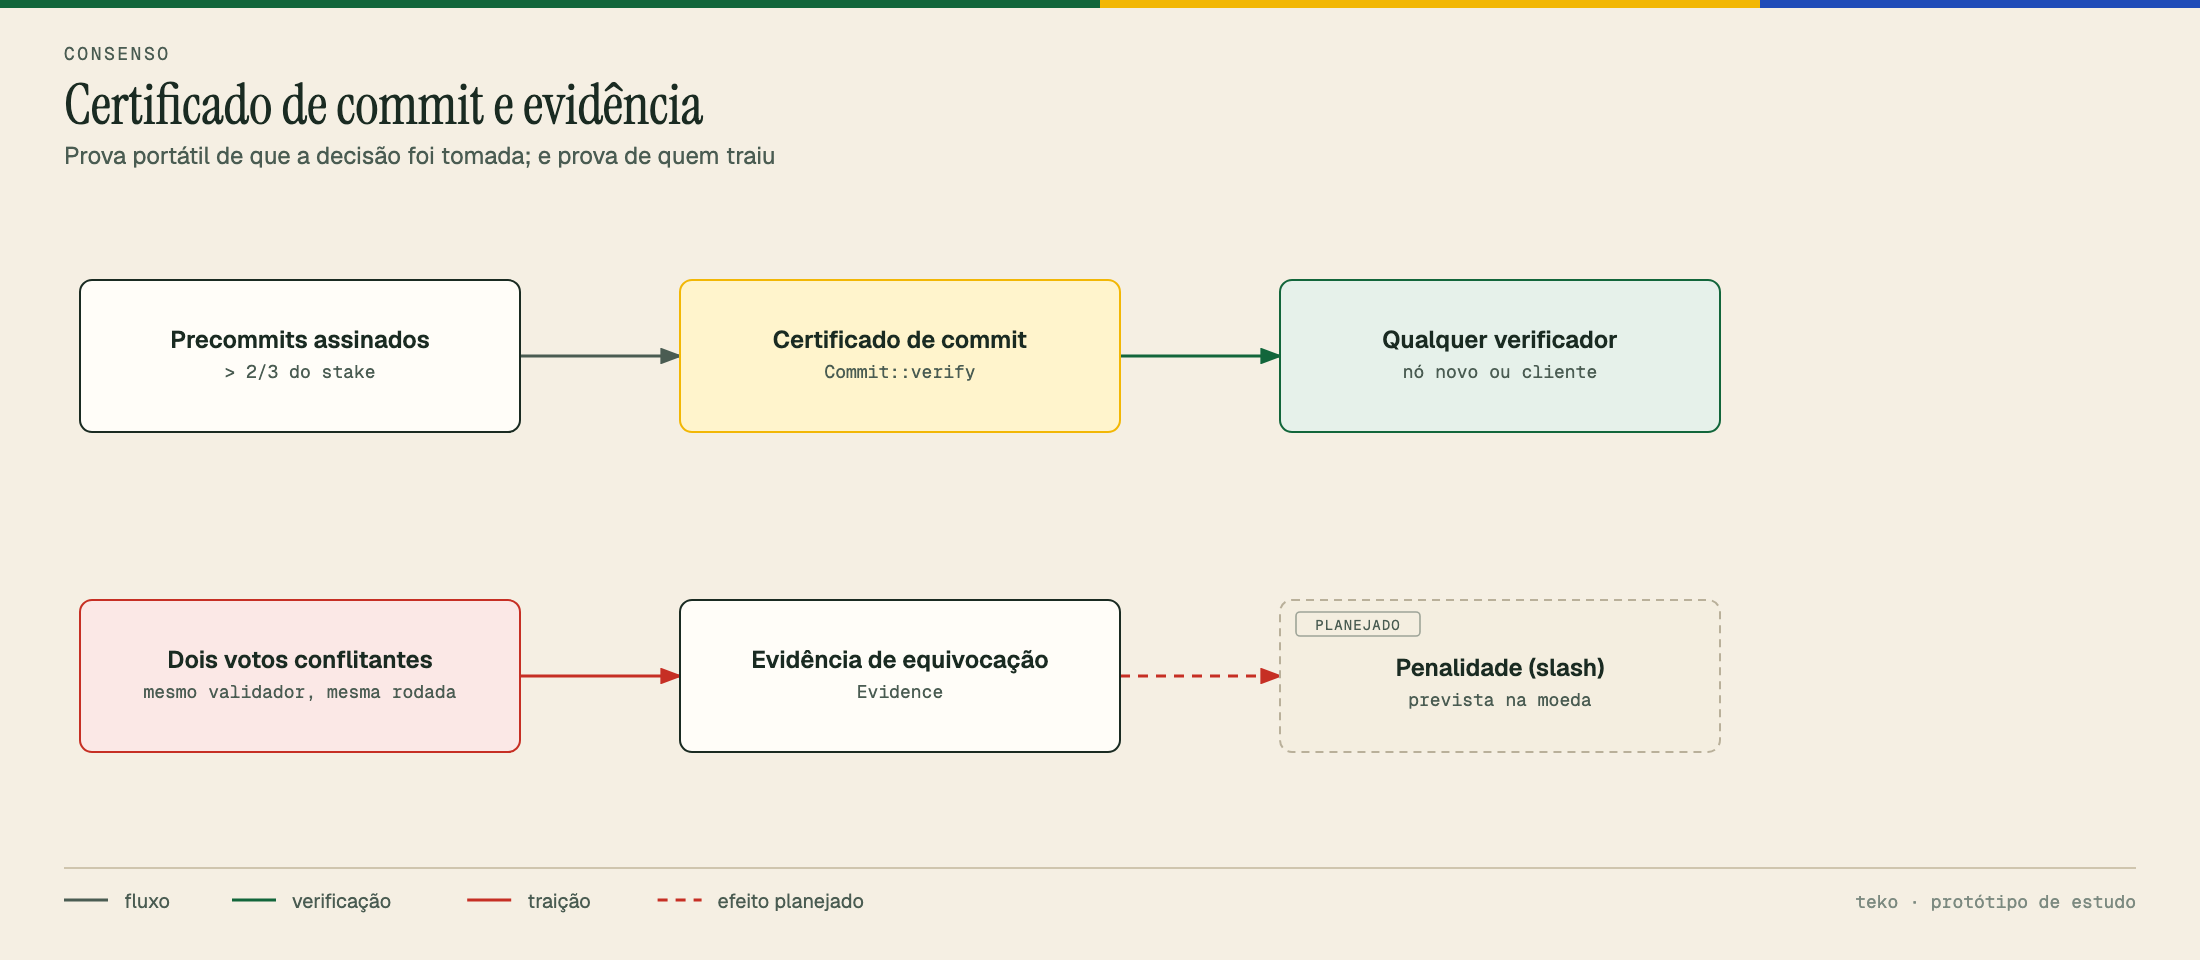 CONSENSO
Certificado de commit e evidência
Prova portátil de que a decisão foi tomada; e prova de quem traiu
Precommits assinados
> 2/3 do stake
Certificado de commit
Commit::verify
Qualquer verificador
nó novo ou cliente
Dois votos conflitantes
mesmo validador, mesma rodada
Evidência de equivocação
Evidence
PLANEJADO
Penalidade (slash)
prevista na moeda
fluxo
verificação
traição
efeito planejado
teko · protótipo de estudo